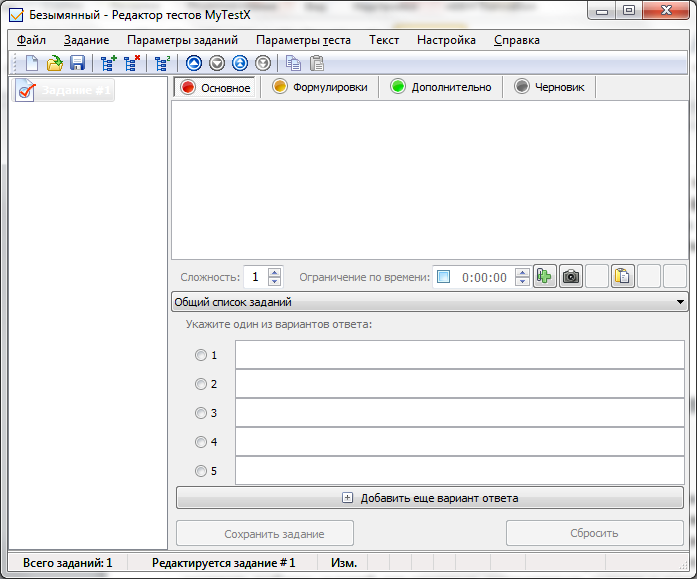 Безымянный - Редактор тестов MyTestX
Файл Задание Параметры заданий Параметры теста Текст Настройка Справка
Задание #1
Основное Формулировки Дополнительно Черновик
Сложность: 1 Ограничение по времени: 0:00:00
Общий список заданий
Укажите один из вариантов ответа:
1
2
3
4
5
Добавить еще вариант ответа
Сохранить задание Сбросить
Всего заданий: 1 Редактируется задание # 1 Изм.